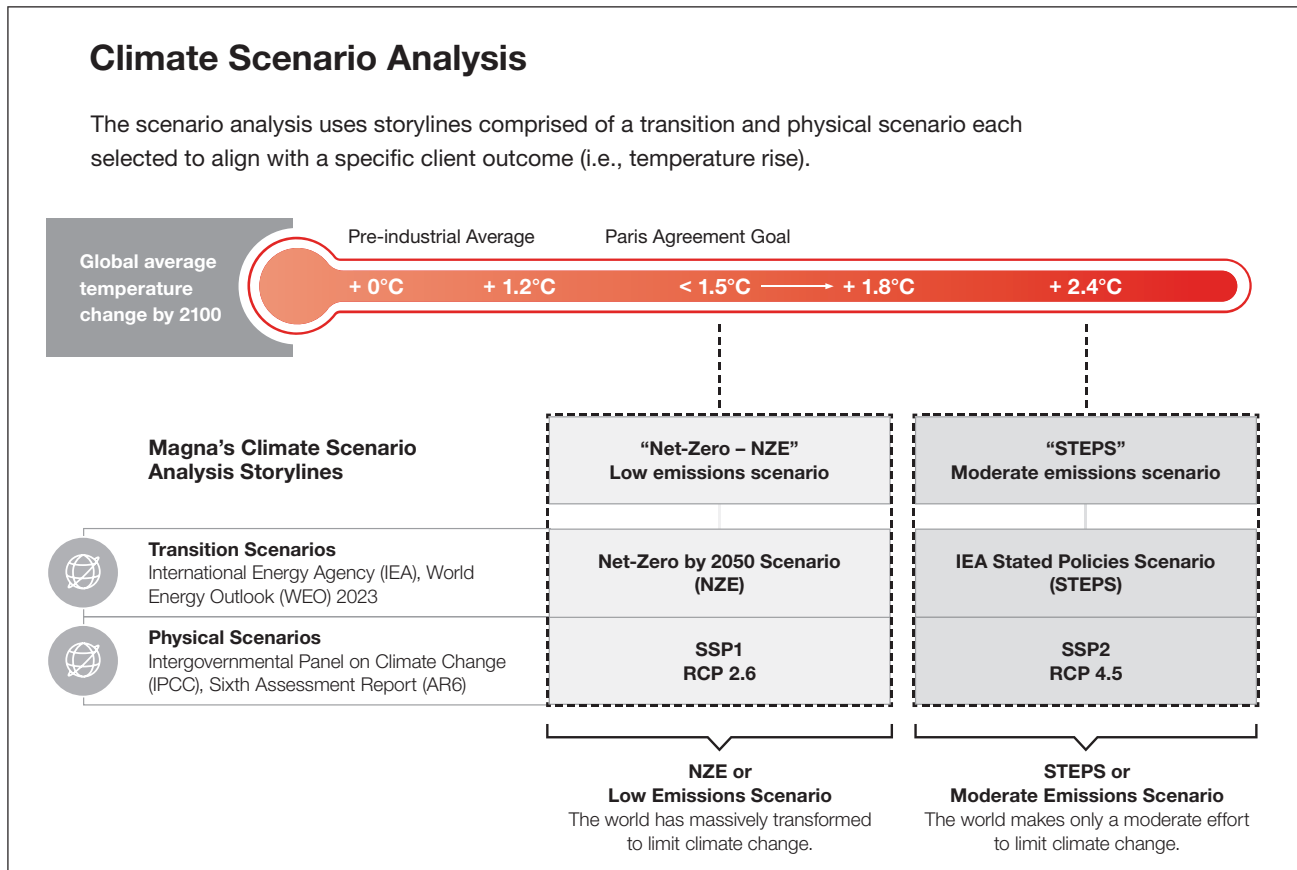 Climate Scenario Analysis
The scenario analysis uses storylines comprised of a transition and physical scenario each
selected to align with a specific client outcome (i.e., temperature rise).
Global average
temperature
change by 2100
Pre-industrial Average
Paris Agreement Goal
+ 0°C
+ 1.2°C
< 1.5°C
+ 1.8°C
+ 2.4°C
Magna’s Climate Scenario
Analysis Storylines
“Net-Zero – NZE”
Low emissions scenario
“STEPS”
Moderate emissions scenario
Transition Scenarios
International Energy Agency (IEA), World
Energy Outlook (WEO) 2023
Net-Zero by 2050 Scenario
(NZE)
IEA Stated Policies Scenario
(STEPS)
Physical Scenarios
Intergovernmental Panel on Climate Change
(IPCC), Sixth Assessment Report (AR6)
SSP1
RCP 2.6
SSP2
RCP 4.5
NZE or
Low Emissions Scenario
The world has massively transformed
to limit climate change.
STEPS or
Moderate Emissions Scenario
The world makes only a moderate effort
to limit climate change.